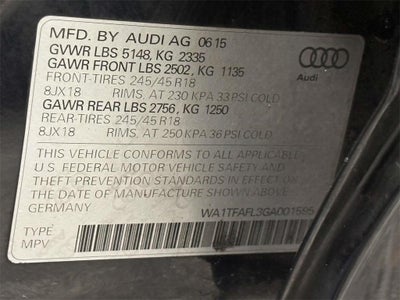 MFD. BY AUDI AG 06 15
GVWR LBS 5148, KG 2335
GAWR FRONT LBS 2502, KG 1135
FRONT-TIRES 245/45 R18
8JX18 RIMS, AT 230 KPA 33 PSI COLD
GAWR REAR LBS 2756, KG 1250
REAR-TIRES 245/45 R18
8JX18 RIMS, AT 250 KPA 36 PSI COLD
Audi
THIS VEHICLE CONFORMS TO ALL APPLICABLE
U.S. FEDERAL MOTOR VEHICLE SAFETY AND
THEFT PREVENTION STANDARDS IN EFFECT ON
THE DATE OF MANUFACTURE SHOWN ABOVE
GERMANY WA1TFAFL3GA001595
TYPE
MPV